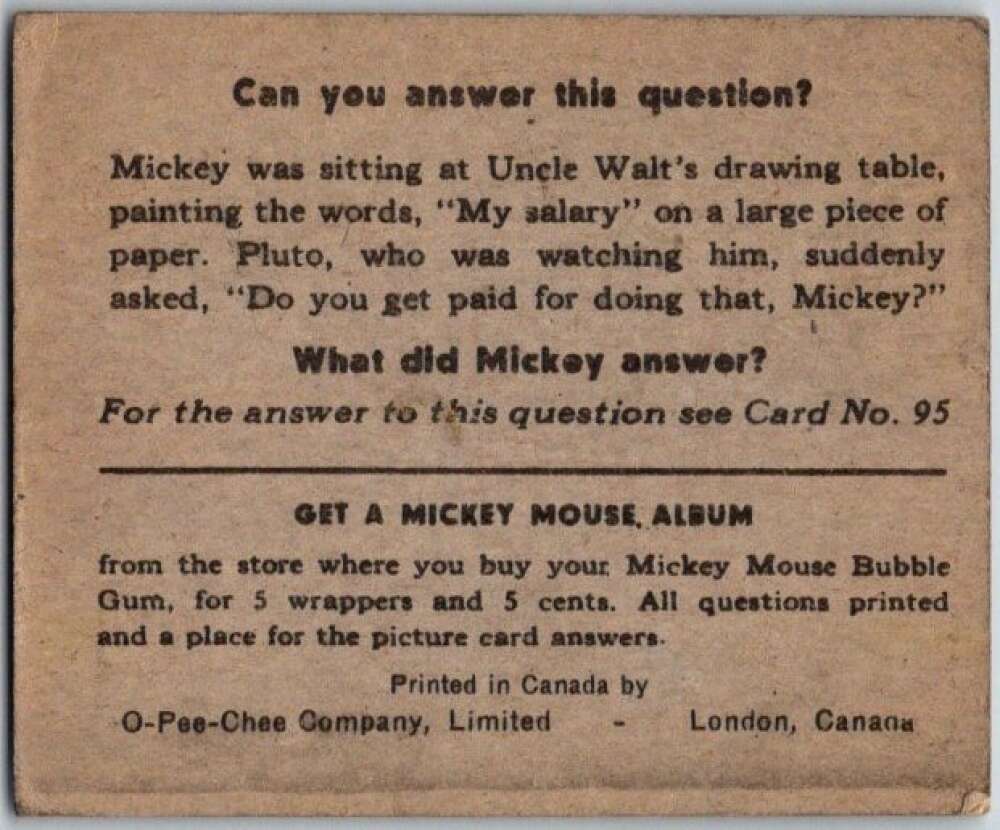 Can you answer this question?
Mickey was sitting at Uncle Walt's drawing table,
painting the words, "My salary" on a large piece of
paper. Pluto, who was watching him, suddenly
asked, "Do you get paid for doing that, Mickey?"
What did Mickey answer?
For the answer to this question see Card No. 95
GET A MICKEY MOUSE ALBUM
from the store where you buy your Mickey Mouse Bubble
Gum, for 5 wrappers and 5 cents. All questions printed
and a place for the picture card answers.
Printed in Canada by
O-Pee-Chee Company, Limited - London, Canada